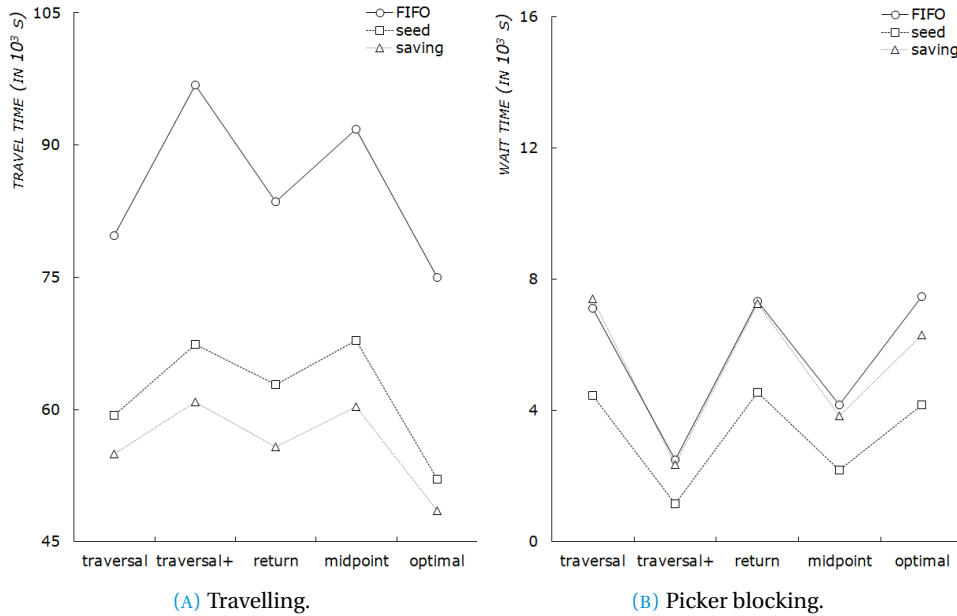 TRAVEL TIME (IN 10³ S)
105
90
75
60
45
FIFO
seed
saving
traversal traversal+ return midpoint optimal
(A) Travelling.
WAIT TIME (IN 10³ S)
16
12
8
4
0
FIFO
seed
saving
traversal traversal+ return midpoint optimal
(B) Picker blocking.